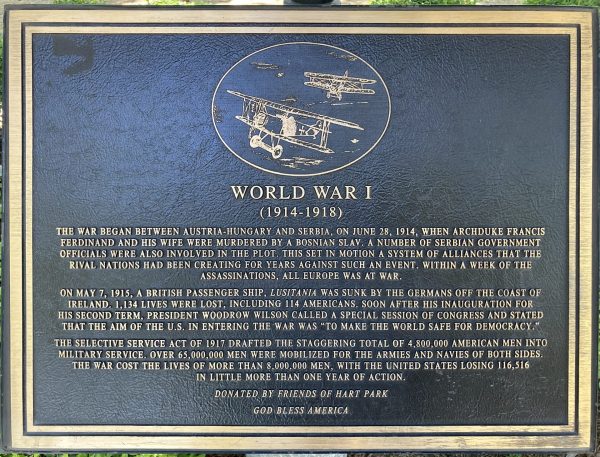 WORLD WAR I
(1914-1918)
THE WAR BEGAN BETWEEN AUSTRIA-HUNGARY AND SERBIA, ON JUNE 28, 1914, WHEN ARCHDUKE FRANCIS
FERDINAND AND HIS WIFE WERE MURDERED BY A BOSNIAN SLAV. A NUMBER OF SERBIAN GOVERNMENT
OFFICIALS WERE ALSO INVOLVED IN THE PLOT. THIS SET IN MOTION A SYSTEM OF ALLIANCES THAT THE
RIVAL NATIONS HAD BEEN CREATING FOR YEARS AGAINST SUCH AN EVENT. WITHIN A WEEK OF THE
ASSASSINATIONS, ALL EUROPE WAS AT WAR.
ON MAY 7, 1915, A BRITISH PASSENGER SHIP, LUSITANIA WAS SUNK BY THE GERMANS OFF THE COAST OF
IRELAND. 1,134 LIVES WERE LOST, INCLUDING 114 AMERICANS. SOON AFTER HIS INAUGURATION FOR
HIS SECOND TERM, PRESIDENT WOODROW WILSON CALLED A SPECIAL SESSION OF CONGRESS AND STATED
THAT THE AIM OF THE U.S. IN ENTERING THE WAR WAS "TO MAKE THE WORLD SAFE FOR DEMOCRACY."
THE SELECTIVE SERVICE ACT OF 1917 DRAFTED THE STAGGERING TOTAL OF 4,800,000 AMERICAN MEN INTO
MILITARY SERVICE. OVER 65,000,000 MEN WERE MOBILIZED FOR THE ARMIES AND NAVIES OF BOTH SIDES.
THE WAR COST THE LIVES OF MORE THAN 8,000,000 MEN, WITH THE UNITED STATES LOSING 116,516
IN LITTLE MORE THAN ONE YEAR OF ACTION.
DONATED BY FRIENDS OF HART PARK
GOD BLESS AMERICA